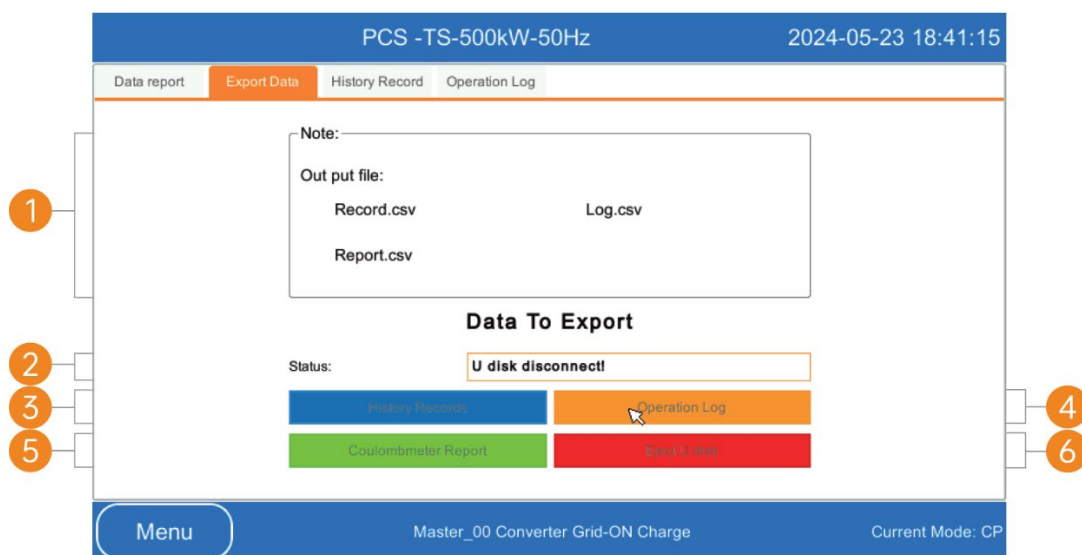 PCS -TS-500kW-50Hz
2024-05-23 18:41:15
Data report
Export Data
History Record
Operation Log
1
Note:
Out put file:
Record.csv
Log.csv
Report.csv
Data To Export
2
Status:
U disk disconnect!
3
History Records
Operation Log
4
5
Coulombmeter Report
Eject U disk
6
Menu
Master_00 Converter Grid-ON Charge
Current Mode: CP